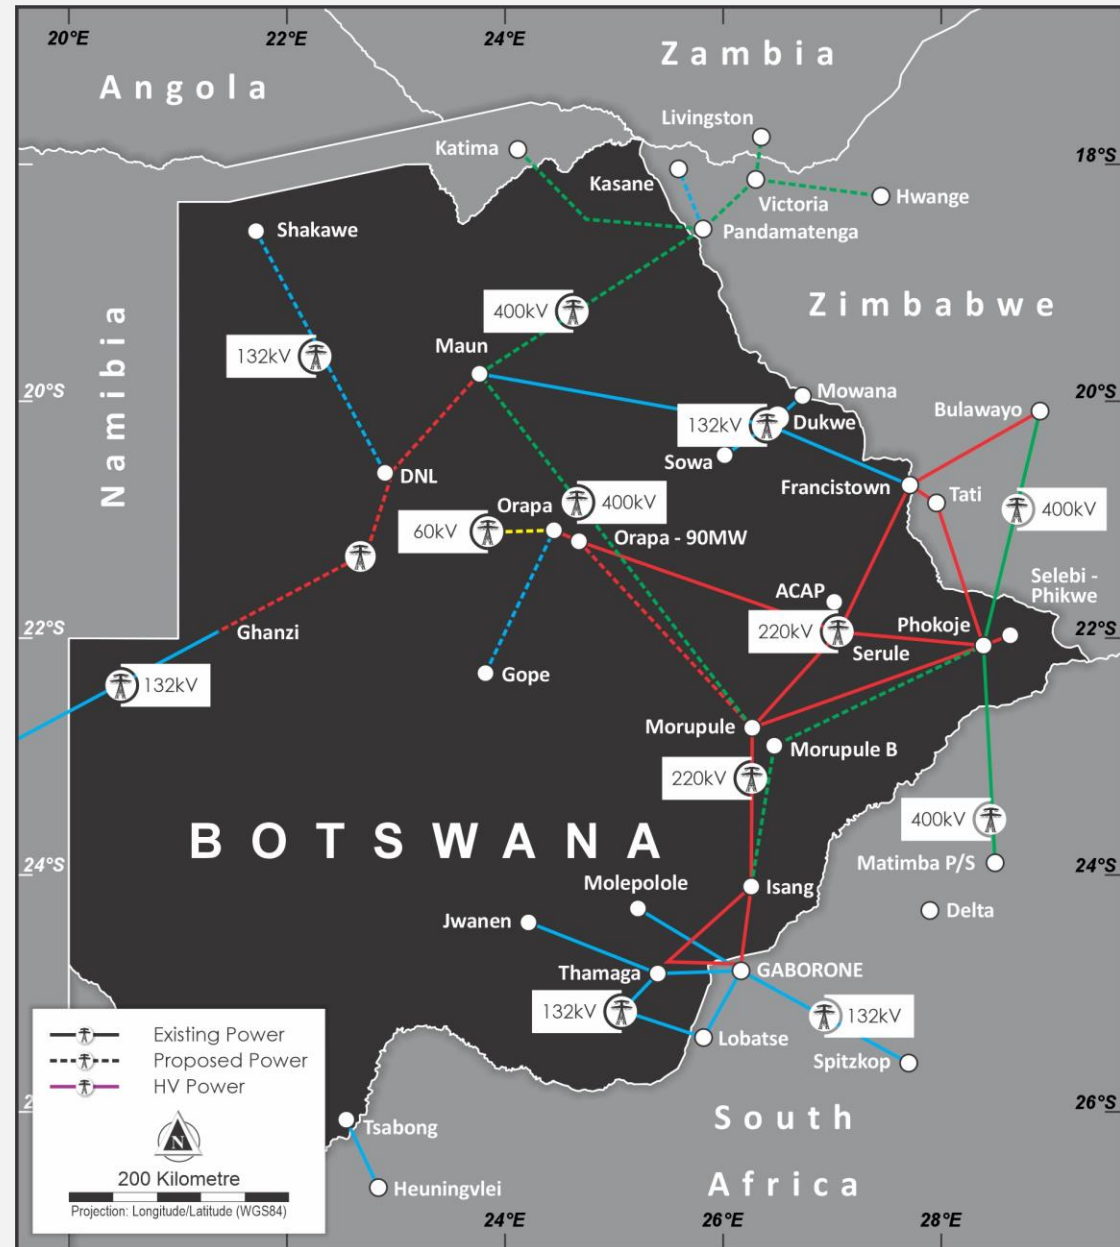 20°E
22°E
24°E
Zambia
Angola
Livingston
Katima
18°S
Kasane
Victoria
Hwange
Shakawe
Pandamatenga
400kV
Zimbabwe
Namibia
132kV
Maun
20°S
20°S
Mowana
Bulawayo
132kV
Dukwe
Sowa
DNL
Francistown
Tati
Orapa
400kV
400kV
60kV
Orapa - 90MW
Selebi -
Phikwe
ACAP
Phokoje
22°S
22°S
Ghanzi
220kV
Serule
Gope
132kV
Morupule
Morupule B
220kV
400kV
BOTSWANA
24°S
24°S
Matimba P/S
Molepolole
Isang
Jwanen
Delta
Thamaga
GABORONE
132kV
132kV
Lobatse
Spitzkop
Existing Power
Proposed Power
HV Power
N
200 Kilometre
Projection: Longitude/Latitude (WGS84)
26°S
South
Africa
Tsabong
Heuningvlei
24°E
26°E
28°E